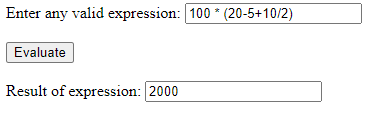 Enter any valid expression: 100 * (20-5+10/2)
Evaluate
Result of expression: 2000